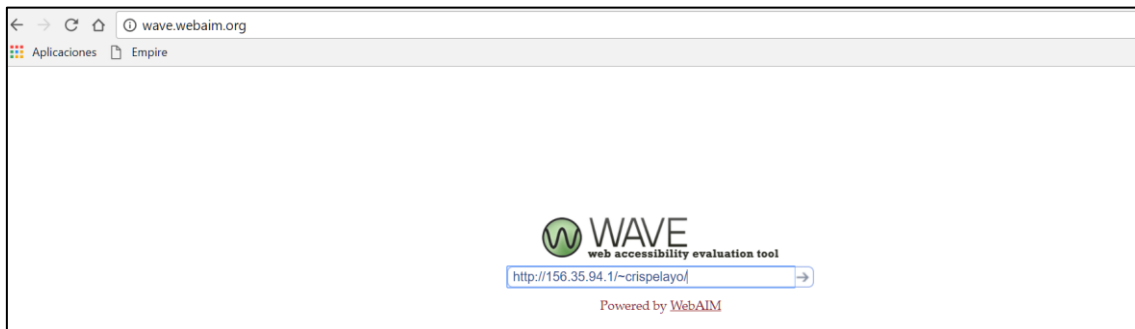 wave.webaim.org
Aplicaciones Empire
WAVE
web accessibility evaluation tool
http://156.35.94.1/~crispelayo/
Powered by WebAIM